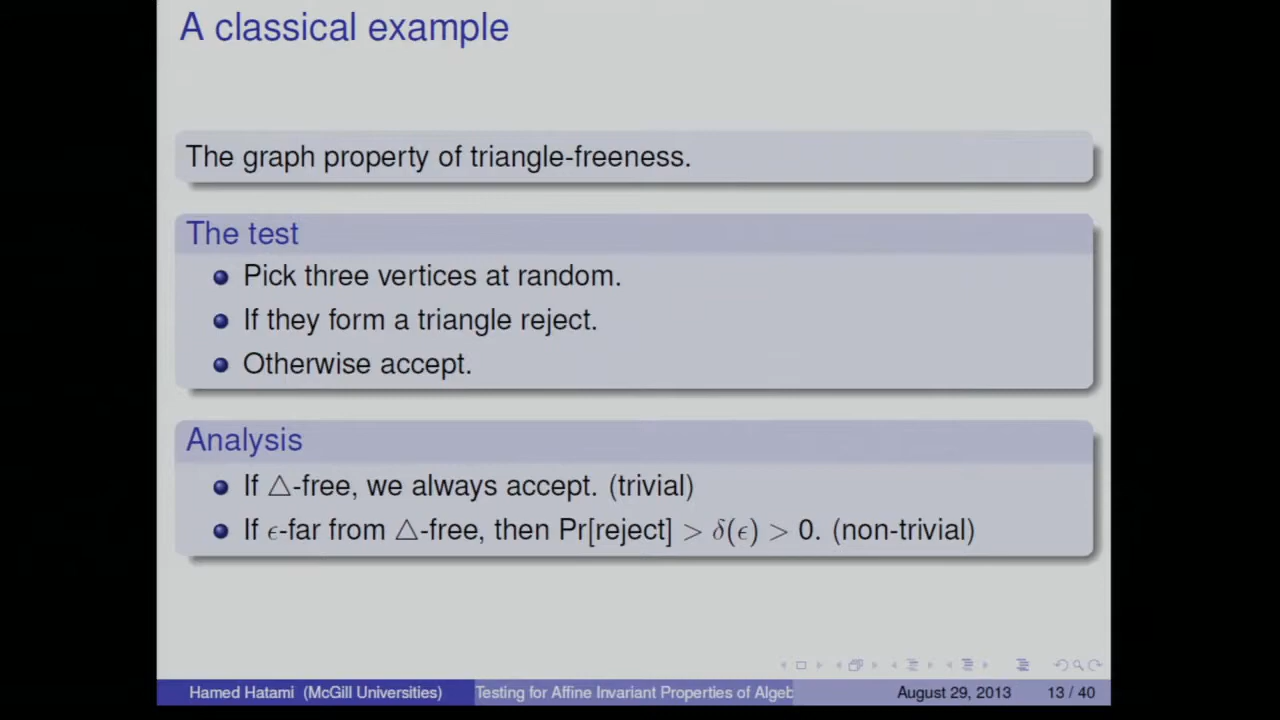 A classical example
The graph property of triangle-freeness.
The test
Pick three vertices at random.
If they form a triangle reject.
Otherwise accept.
Analysis
If △-free, we always accept. (trivial)
If ϵ-far from △-free, then Pr[reject] > δ(ϵ) > 0. (non-trivial)
Hamed Hatami (McGill Universities) Testing for Affine Invariant Properties of Algeb August 29, 2013 13 / 40